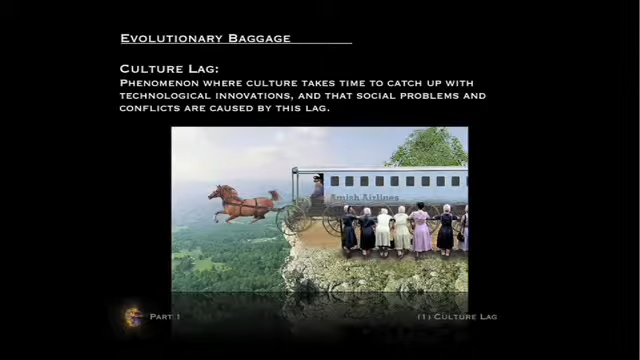 Evolutionary Baggage
Culture Lag:
Phenomenon where culture takes time to catch up with
technological innovations, and that social problems and
conflicts are caused by this lag.
Amish Airlines
Part 1
(1) Culture Lag